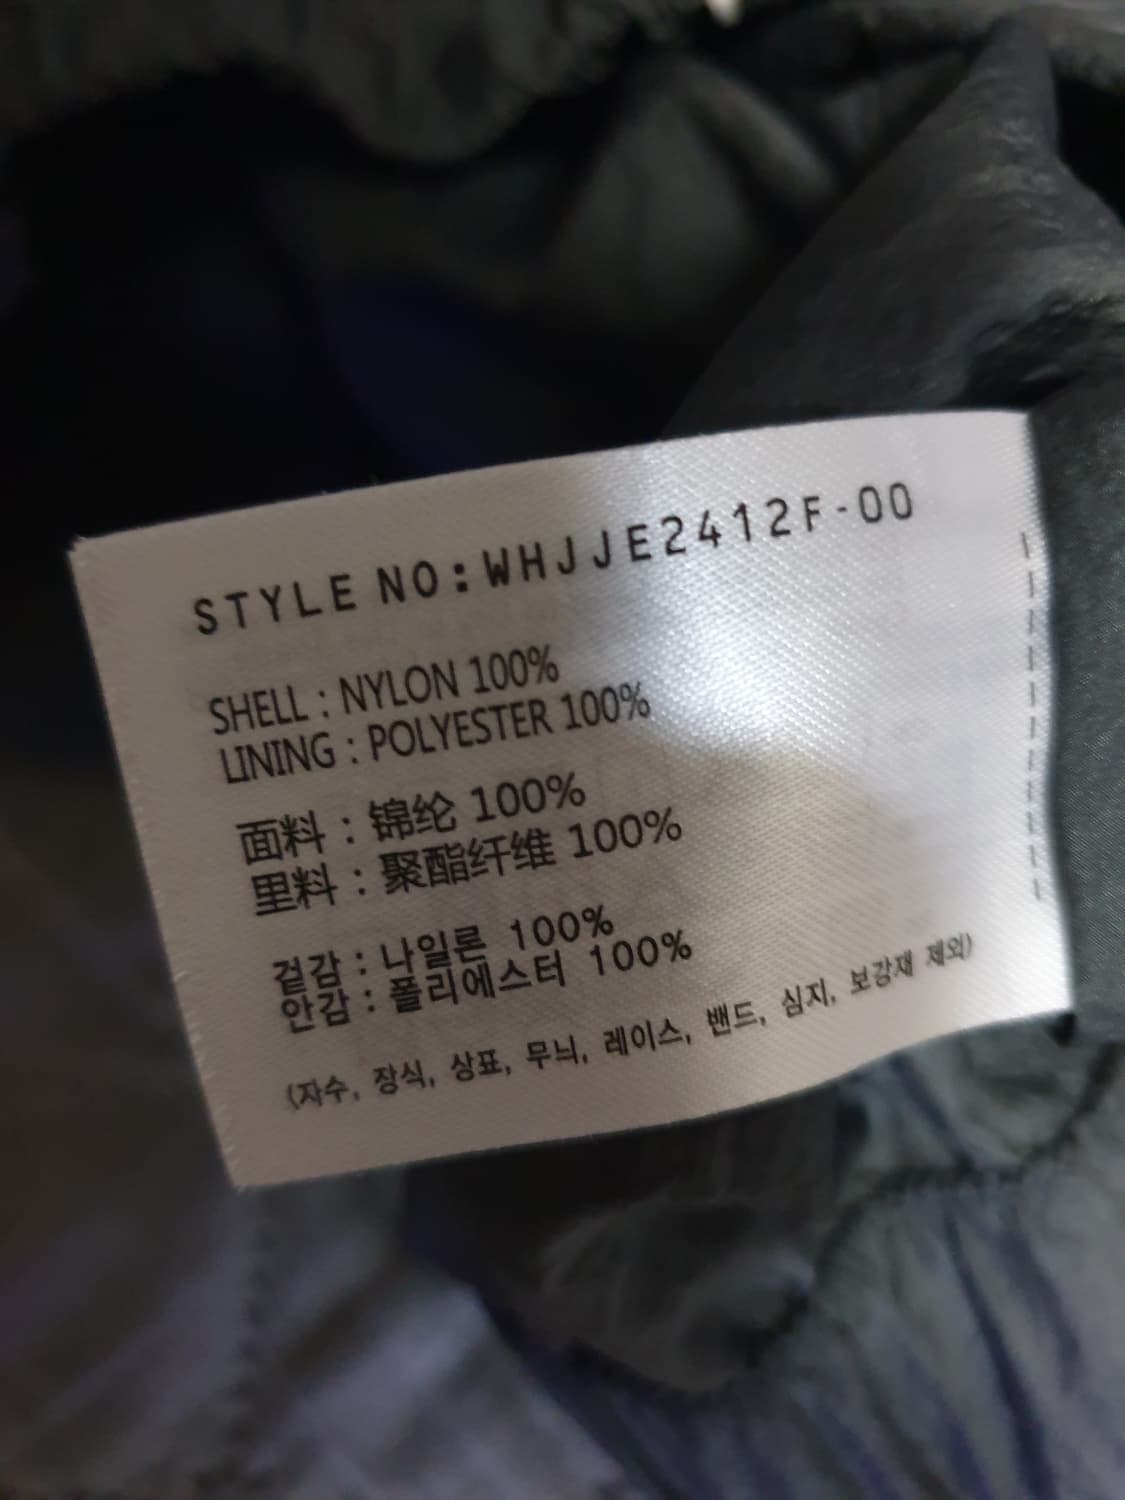 STYLE NO:WHJJE2412F-00
SHELL : NYLON 100%
LINING : POLYESTER 100%
面料 : 锦纶 100%
里料 : 聚酯纤维 100%
겉감 : 나일론 100%
안감 : 폴리에스터 100%
(자수, 장식, 상표, 무늬, 레이스, 밴드, 심지, 보강재 제외)